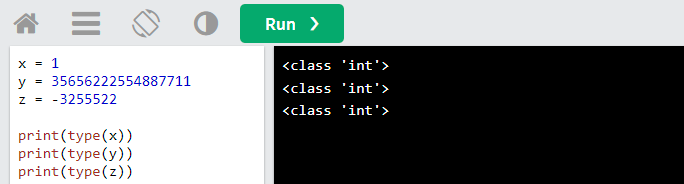 Run ❯
x = 1
y = 35656222554887711
z = -3255522
print(type(x))
print(type(y))
print(type(z))
<class 'int'>
<class 'int'>
<class 'int'>